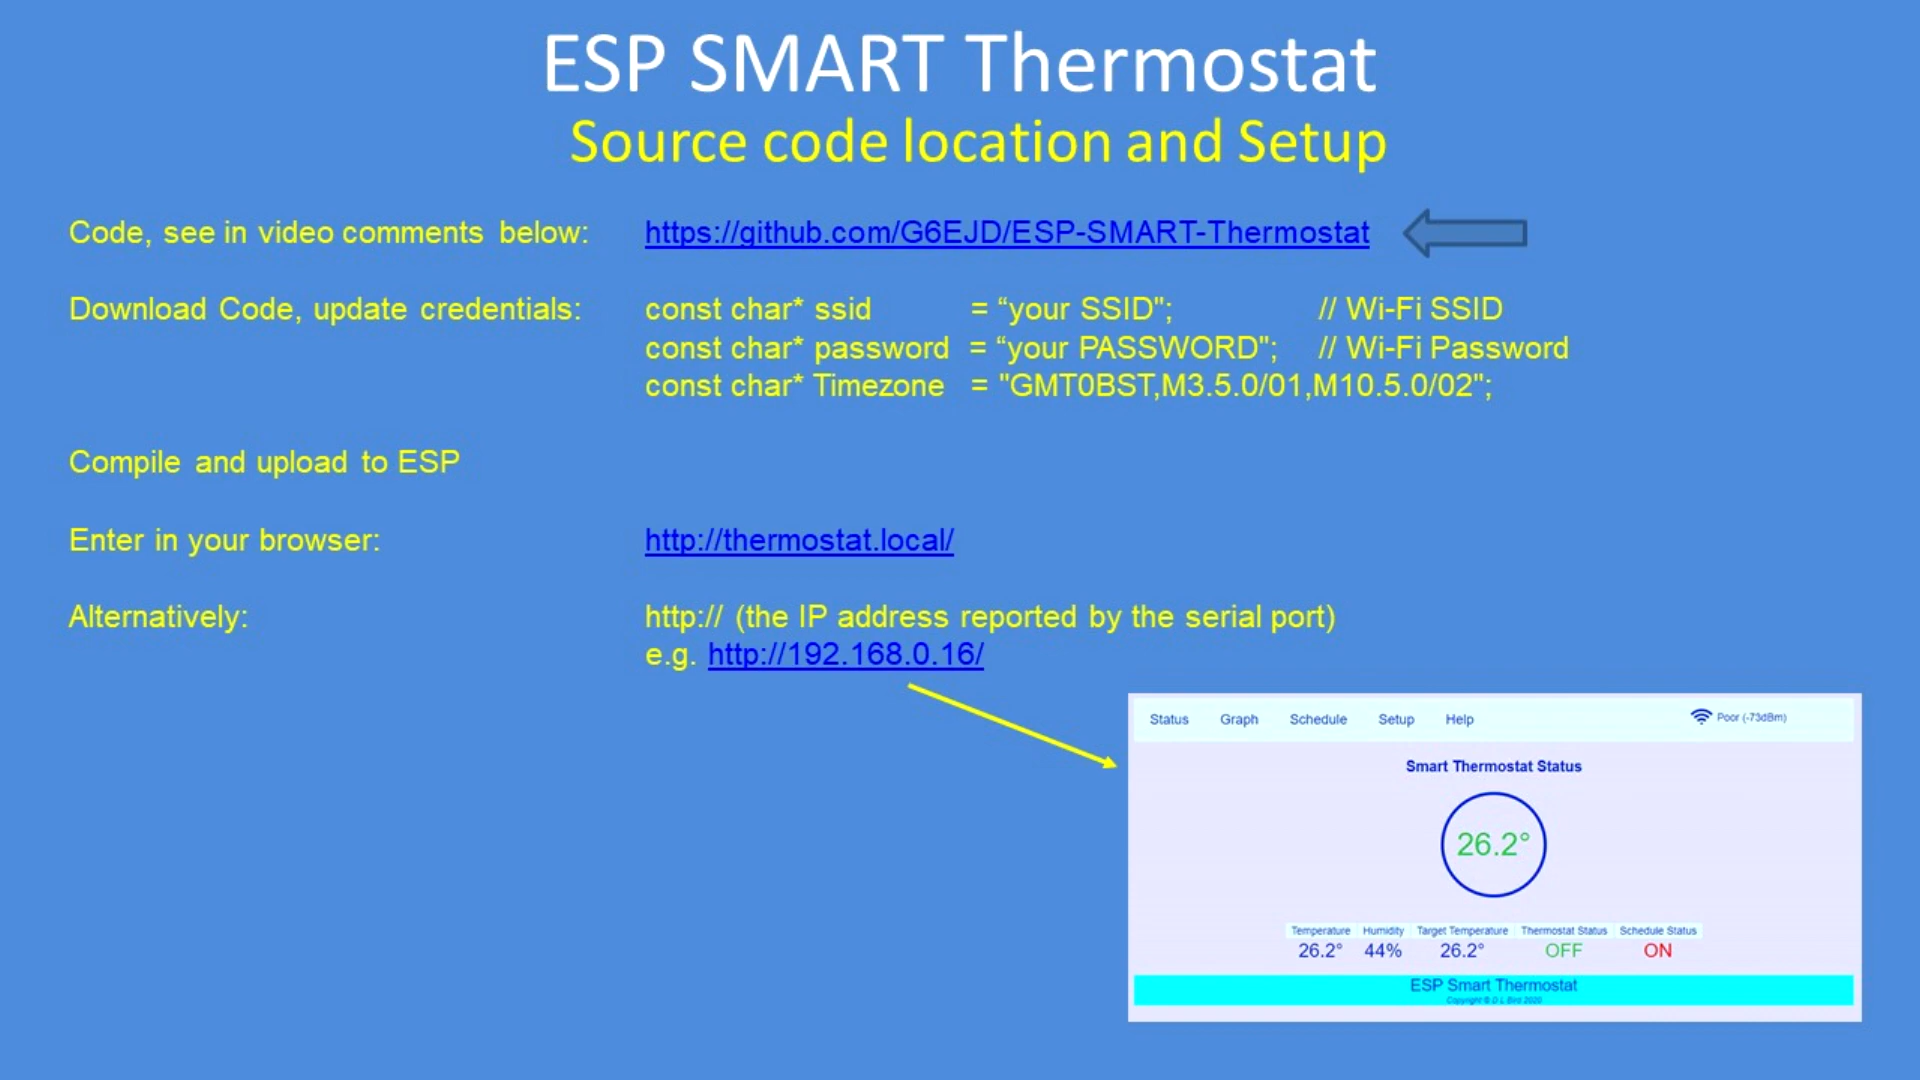 ESP SMART Thermostat
Source code location and Setup
Code, see in video comments below: https://github.com/G6EJD/ESP-SMART-Thermostat
Download Code, update credentials: const char* ssid = “your SSID"; // Wi-Fi SSID
const char* password = “your PASSWORD"; // Wi-Fi Password
const char* Timezone = "GMT0BST,M3.5.0/01,M10.5.0/02";
Compile and upload to ESP
Enter in your browser: http://thermostat.local/
Alternatively: http:// (the IP address reported by the serial port)
e.g. http://192.168.0.16/
Status Graph Schedule Setup Help Poor (-73dBm)
Smart Thermostat Status
26.2°
Temperature Humidity Target Temperature Thermostat Status Schedule Status
26.2° 44% 26.2° OFF ON
ESP Smart Thermostat
Copyright © D L Bird 2020